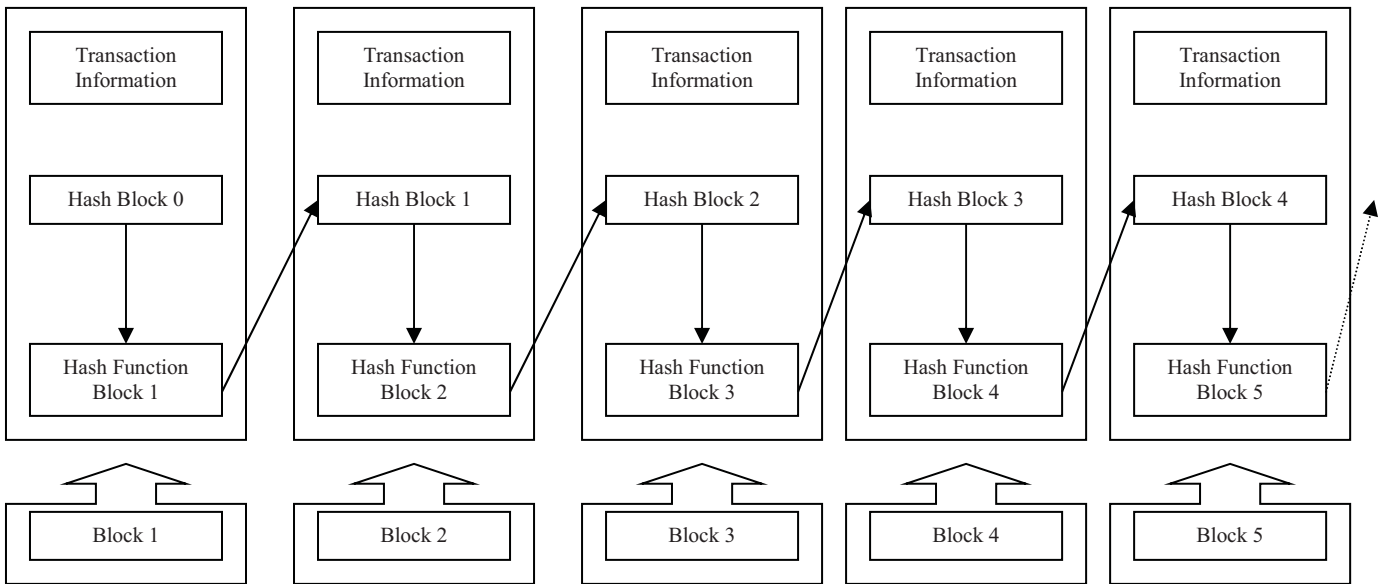 Transaction
Information
Transaction
Information
Transaction
Information
Transaction
Information
Transaction
Information
Hash Block 0
Hash Block 1
Hash Block 2
Hash Block 3
Hash Block 4
Hash Function
Block 1
Hash Function
Block 2
Hash Function
Block 3
Hash Function
Block 4
Hash Function
Block 5
Block 1
Block 2
Block 3
Block 4
Block 5